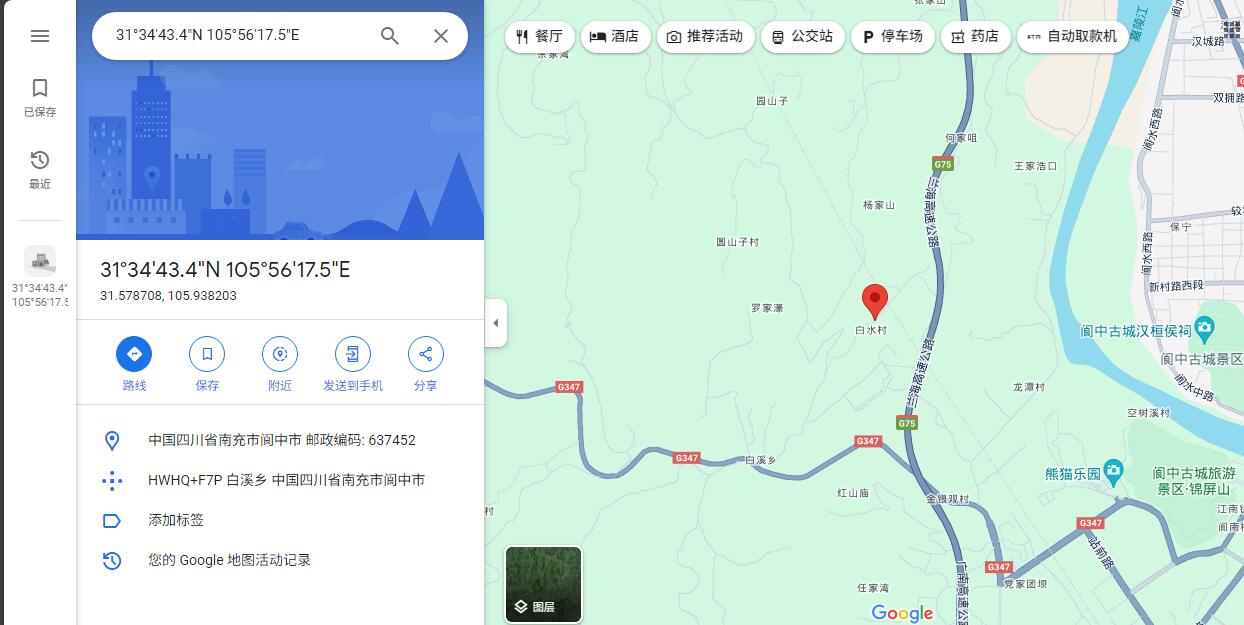 31°34'43.4"N 105°56'17.5"E
已保存
最近
31°34'43.4"
105°56'17.5
31°34'43.4"N 105°56'17.5"E
31.578708, 105.938203
路线
保存
附近
发送到手机
分享
中国四川省南充市阆中市 邮政编码: 637452
HWHQ+F7P 白溪乡 中国四川省南充市阆中市
添加标签
您的 Google 地图活动记录
餐厅
酒店
推荐活动
公交站
P 停车场
药店
ATM 自动取款机
嘉陵江
汉城路
双拥路
圆山子
何家咀
G75
王家浩口
阆水西路
兰海高速公路
杨家山
保宁
圆山子村
阆水西路
新村路西段
罗家濠
白水村
阆中古城汉桓侯祠
阆中古城景区
兰海高速公路
阆水中路
G347
龙潭村
空树溪村
G75
G347
G347
白溪乡
熊猫乐园
阆中古城旅游
景区·锦屏山
红山庙
金银观村
村
G347
站前路
G347
广南高速公路
党家团坝
任家湾
图层
Google